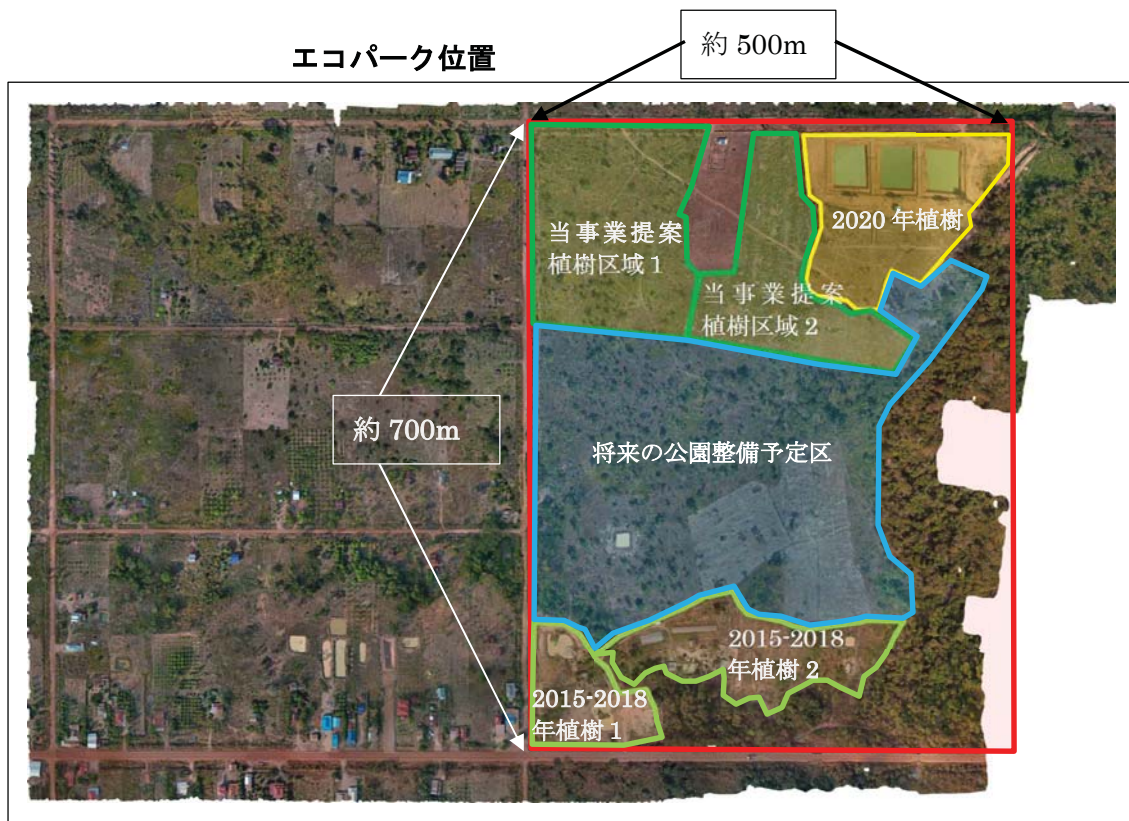 エコパーク位置
約 500m
当事業提案
植樹区域 1
2020 年植樹
当事業提案
植樹区域 2
約 700m
将来の公園整備予定区
2015-2018
年植樹 2
2015-2018
年植樹 1